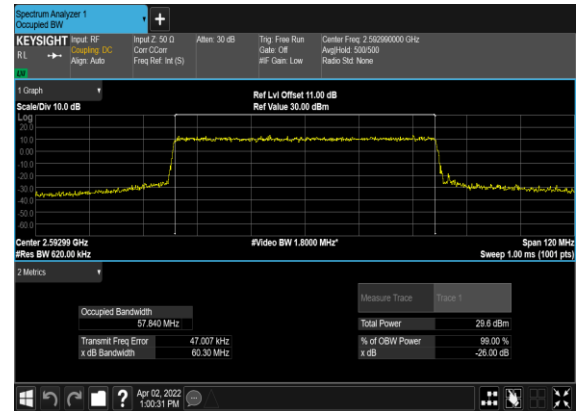 Spectrum Analyzer 1
Occupied BW
KEYSIGHT
RL
Input: RF
Coupling: DC
Align: Auto
Input Z: 50 Ω
Corr CCorr
Freq Ref: Int (S)
Atten: 30 dB
Trig: Free Run
Gate: Off
#IF Gain: Low
Center Freq: 2.592990000 GHz
Avg|Hold: 500/500
Radio Std: None
1 Graph
Scale/Div 10.0 dB
Ref Lvl Offset 11.00 dB
Ref Value 30.00 dBm
Log
20.0
10.0
0.00
-10.0
-20.0
-30.0
-40.0
-50.0
-60.0
Center 2.59299 GHz
#Res BW 620.00 kHz
#Video BW 1.8000 MHz*
Span 120 MHz
Sweep 1.00 ms (1001 pts)
2 Metrics
Measure Trace Trace 1
Occupied Bandwidth
57.840 MHz
Total Power 29.6 dBm
Transmit Freq Error 47.007 kHz
% of OBW Power 99.00 %
x dB Bandwidth 60.30 MHz
x dB -26.00 dB
?
Apr 02, 2022
1:00:31 PM